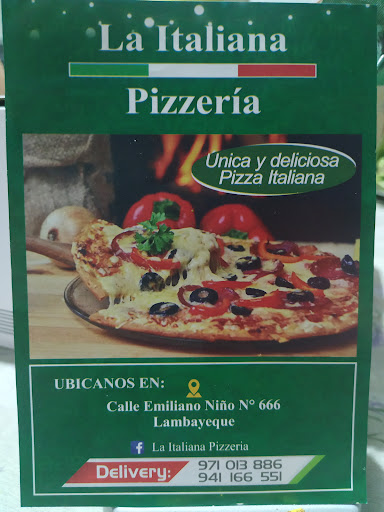 La Italiana
Pizzería
Única y deliciosa
Pizza Italiana
UBICANOS EN:
Calle Emiliano Niño N° 666
Lambayeque
La Italiana Pizzeria
Delivery:
971 013 886
941 166 551